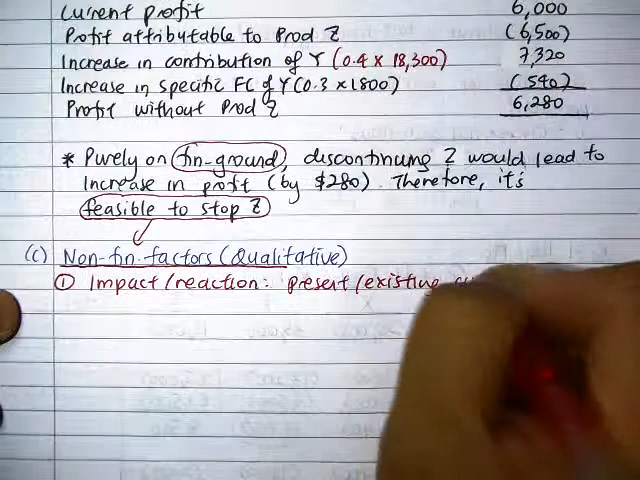 Current profit 6,000
Profit attributable to Prod Z (6,500)
Increase in contribution of Y (0.4 x 18,300) 7,320
Increase in specific FC of Y (0.3 x 1800) (540)
Profit without Prod Z 6,280
* Purely on fin-ground, discontinuing Z would lead to
increase in profit (by $280). Therefore, it's
feasible to stop Z
(c) Non-fin. factors (Qualitative)
① Impact/reaction: present/existing